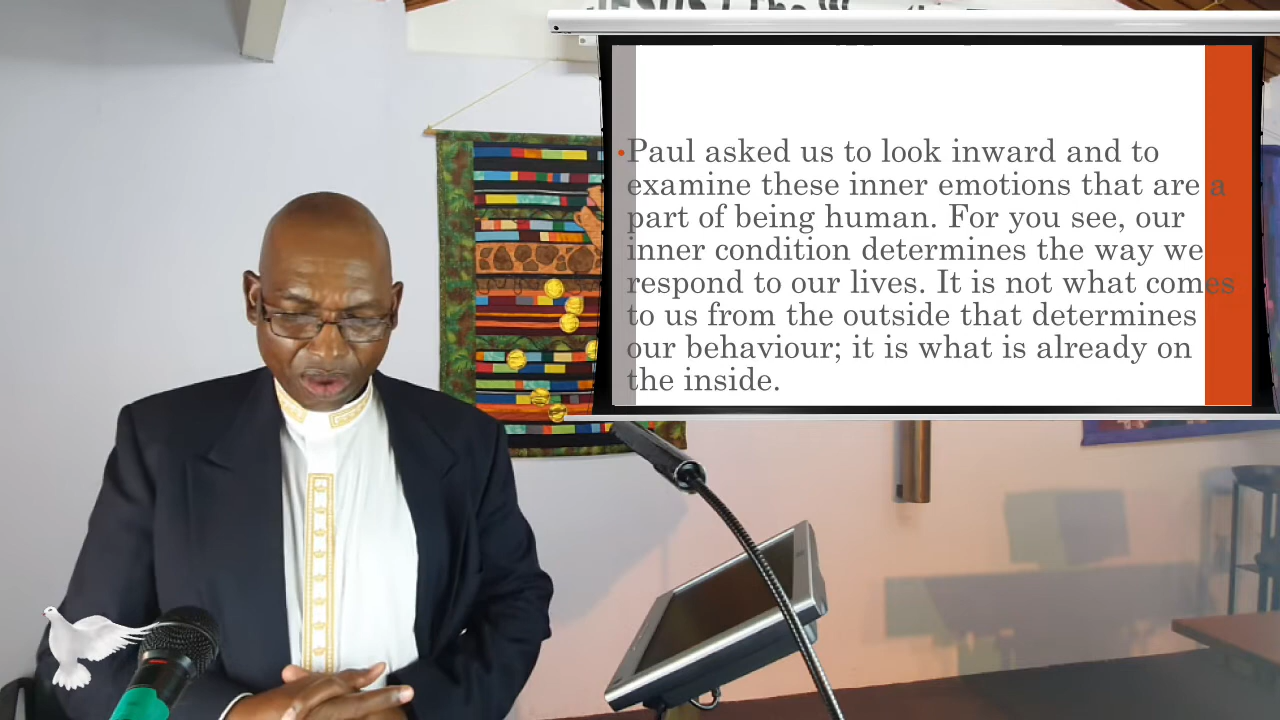 JESUS
•Paul asked us to look inward and to
examine these inner emotions that are a
part of being human. For you see, our
inner condition determines the way we
respond to our lives. It is not what comes
to us from the outside that determines
our behaviour; it is what is already on
the inside.